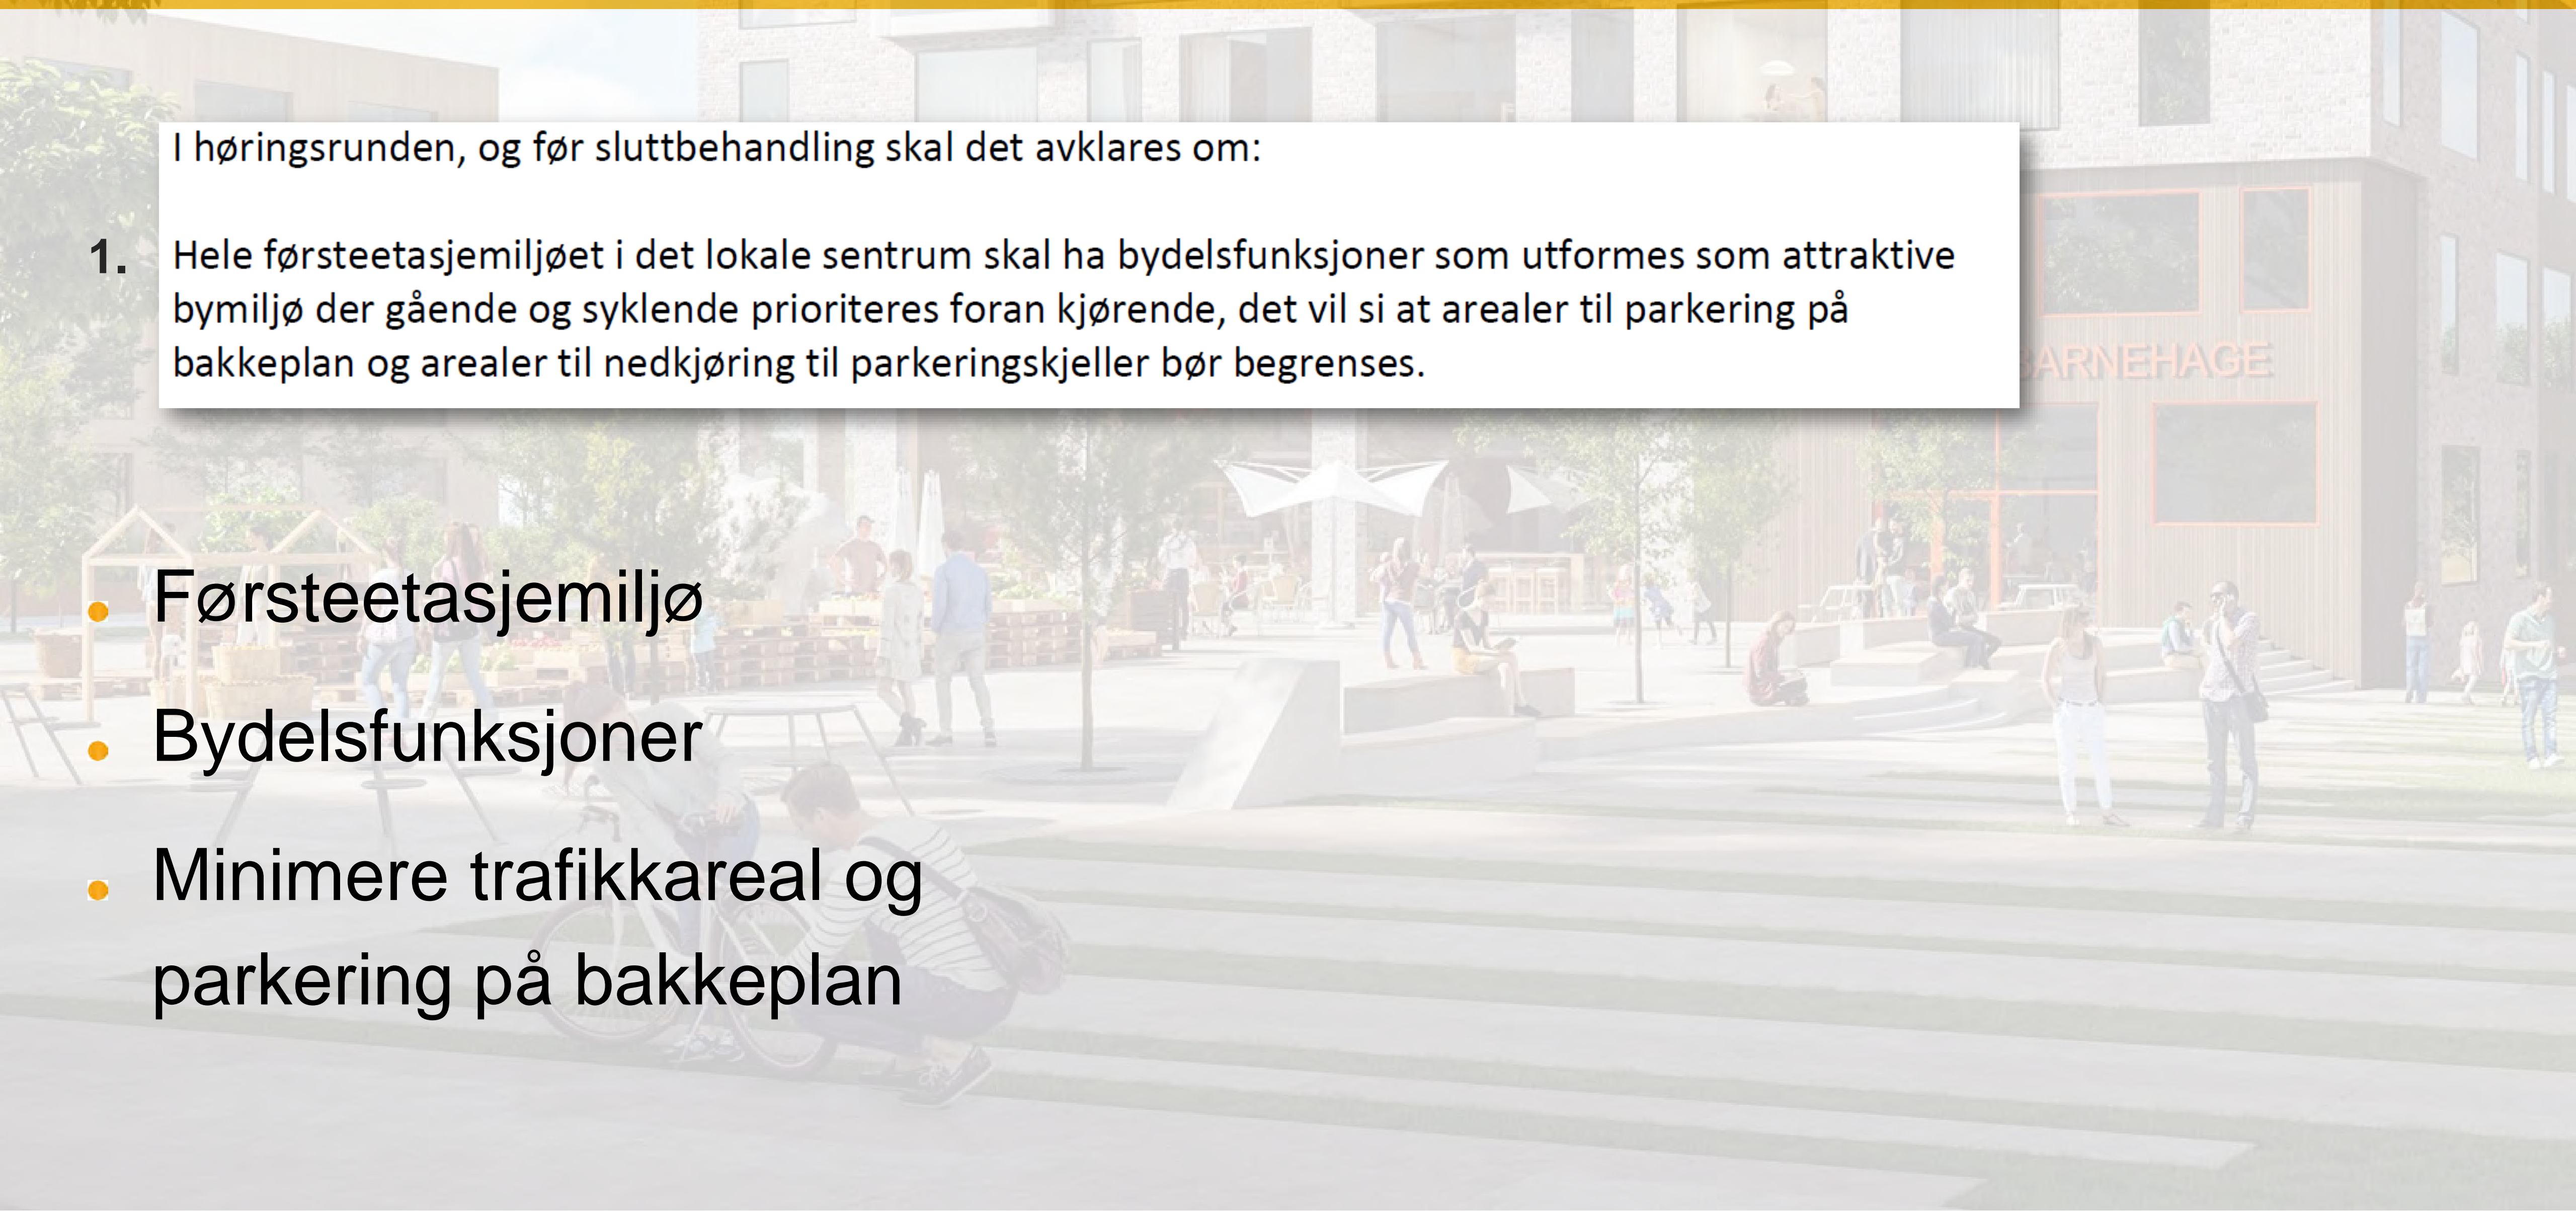 I høringsrunden, og før sluttbehandling skal det avklares om:
1. Hele førsteetasjemiljøet i det lokale sentrum skal ha bydelsfunksjoner som utformes som attraktive
bymiljø der gående og syklende prioriteres foran kjørende, det vil si at arealer til parkering på
bakkeplan og arealer til nedkjøring til parkeringskjeller bør begrenses.
BARNEHAGE
• Førsteetasjemiljø
• Bydelsfunksjoner
• Minimere trafikkareal og
parkering på bakkeplan